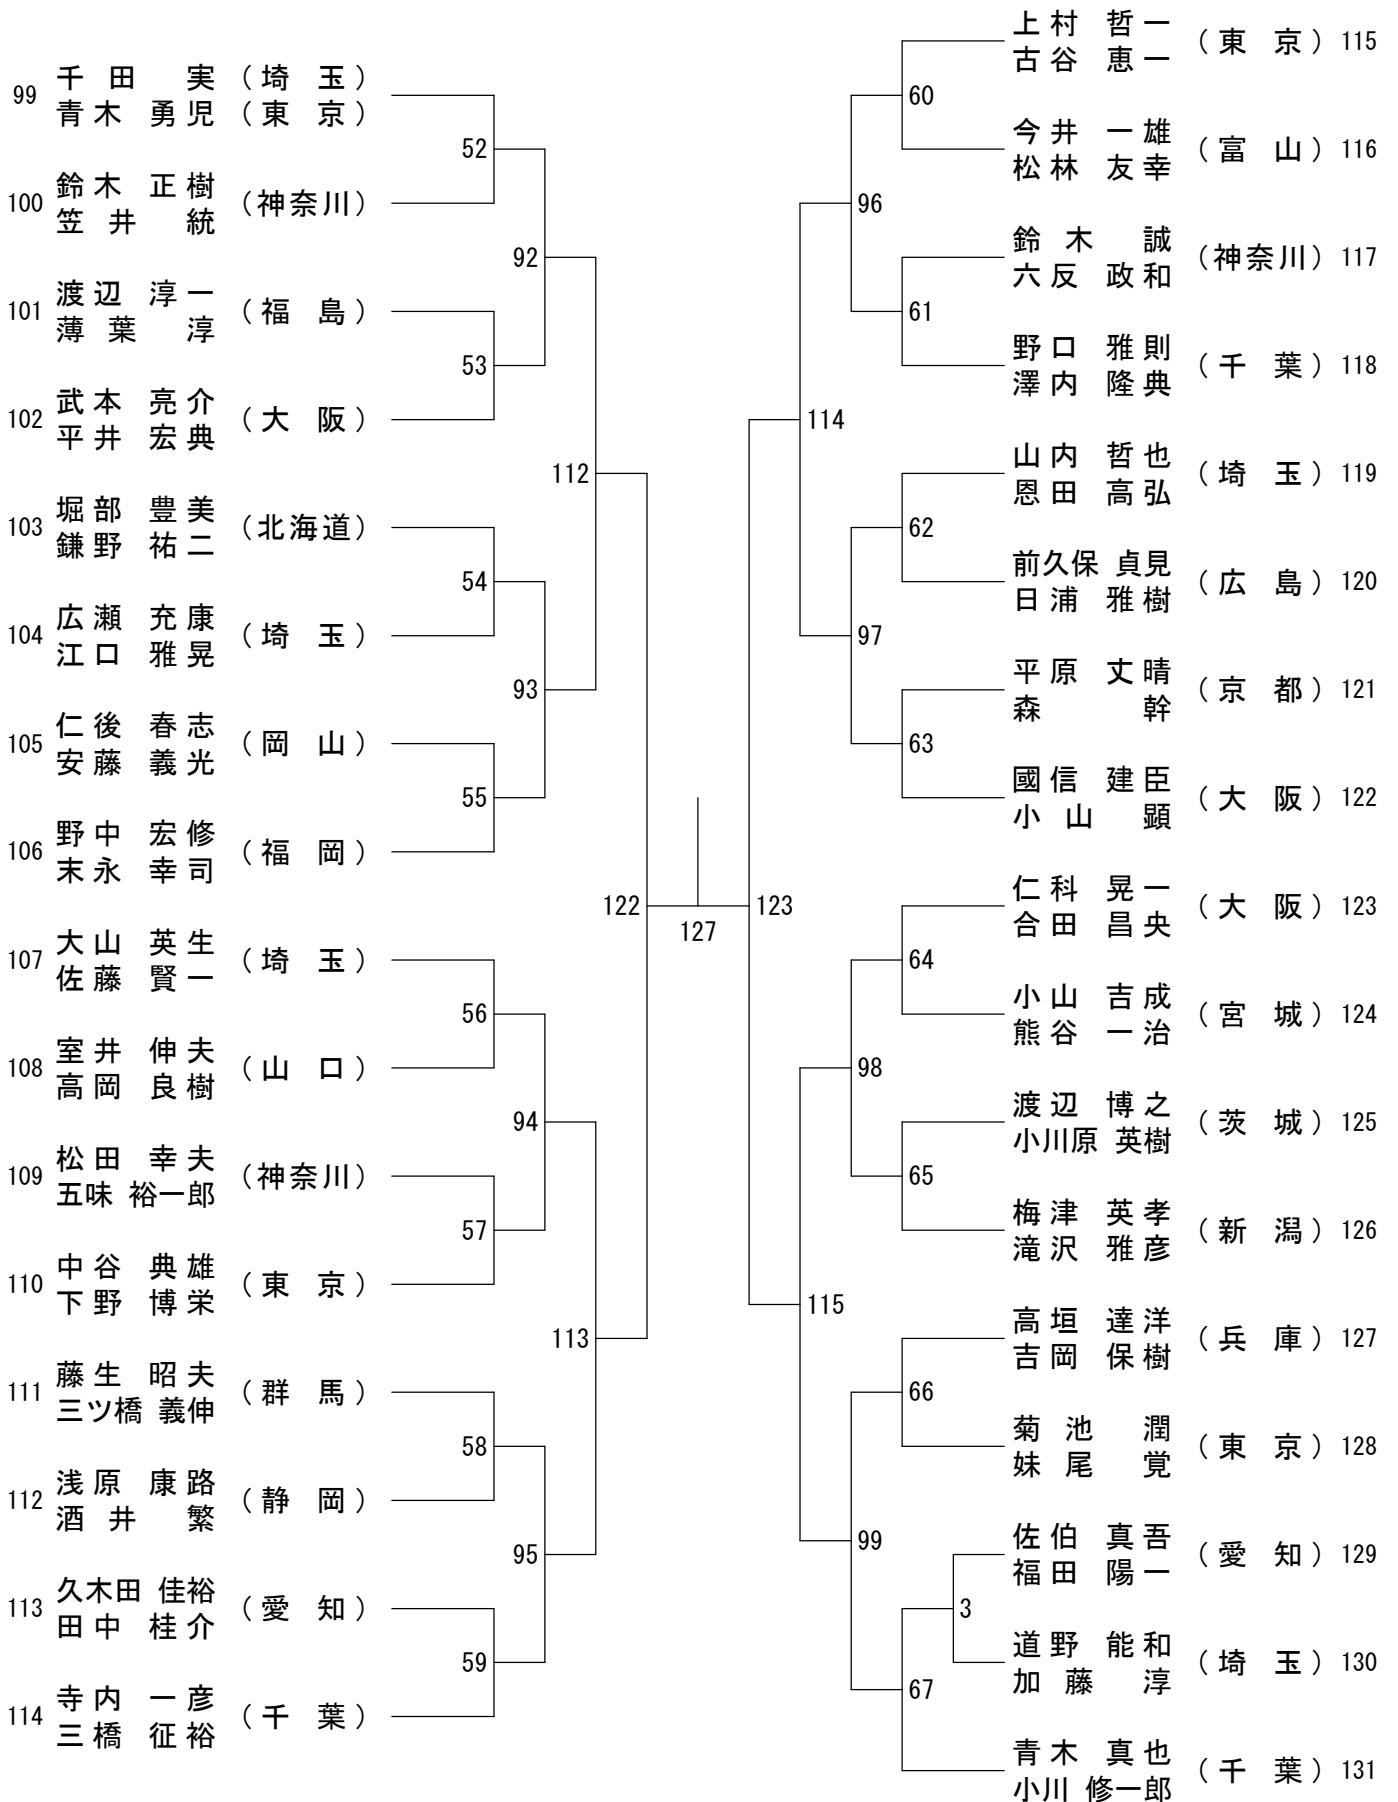 99 千田 実 (埼 玉)
青木 勇児 (東 京)
52
100 鈴木 正樹 (神奈川)
笠井 統
92
101 渡辺 淳一 (福 島)
薄葉 淳
53
102 武本 亮介 (大 阪)
平井 宏典
112
103 堀部 豊美 (北海道)
鎌野 祐二
54
104 広瀬 充康 (埼 玉)
江口 雅晃
93
105 仁後 春志 (岡 山)
安藤 義光
55
106 野中 宏修 (福 岡)
末永 幸司
122
107 大山 英生 (埼 玉)
佐藤 賢一
56
108 室井 伸夫 (山 口)
高岡 良樹
94
109 松田 幸夫 (神奈川)
五味 裕一郎
57
110 中谷 典雄 (東 京)
下野 博栄
113
111 藤生 昭夫 (群 馬)
三ツ橋 義伸
58
112 浅原 康路 (静 岡)
酒井 繁
95
113 久木田 佳裕 (愛 知)
田中 桂介
59
114 寺内 一彦 (千 葉)
三橋 征裕
127
上村 哲一 (東 京) 115
古谷 恵一
60
今井 一雄 (富 山) 116
松林 友幸
96
鈴木 誠 (神奈川) 117
六反 政和
61
野口 雅則 (千 葉) 118
澤内 隆典
114
山内 哲也 (埼 玉) 119
恩田 高弘
62
前久保 貞見 (広 島) 120
日浦 雅樹
97
平原 丈晴 (京 都) 121
森 幹
63
國信 建臣 (大 阪) 122
小山 顕
123
仁科 晃一 (大 阪) 123
合田 昌央
64
小山 吉成 (宮 城) 124
熊谷 一治
98
渡辺 博之 (茨 城) 125
小川原 英樹
65
梅津 英孝 (新 潟) 126
滝沢 雅彦
115
高垣 達洋 (兵 庫) 127
吉岡 保樹
66
菊池 潤 (東 京) 128
妹尾 覚
99
佐伯 真吾 (愛 知) 129
福田 陽一
3
道野 能和 (埼 玉) 130
加藤 淳
67
青木 真也 (千 葉) 131
小川 修一郎